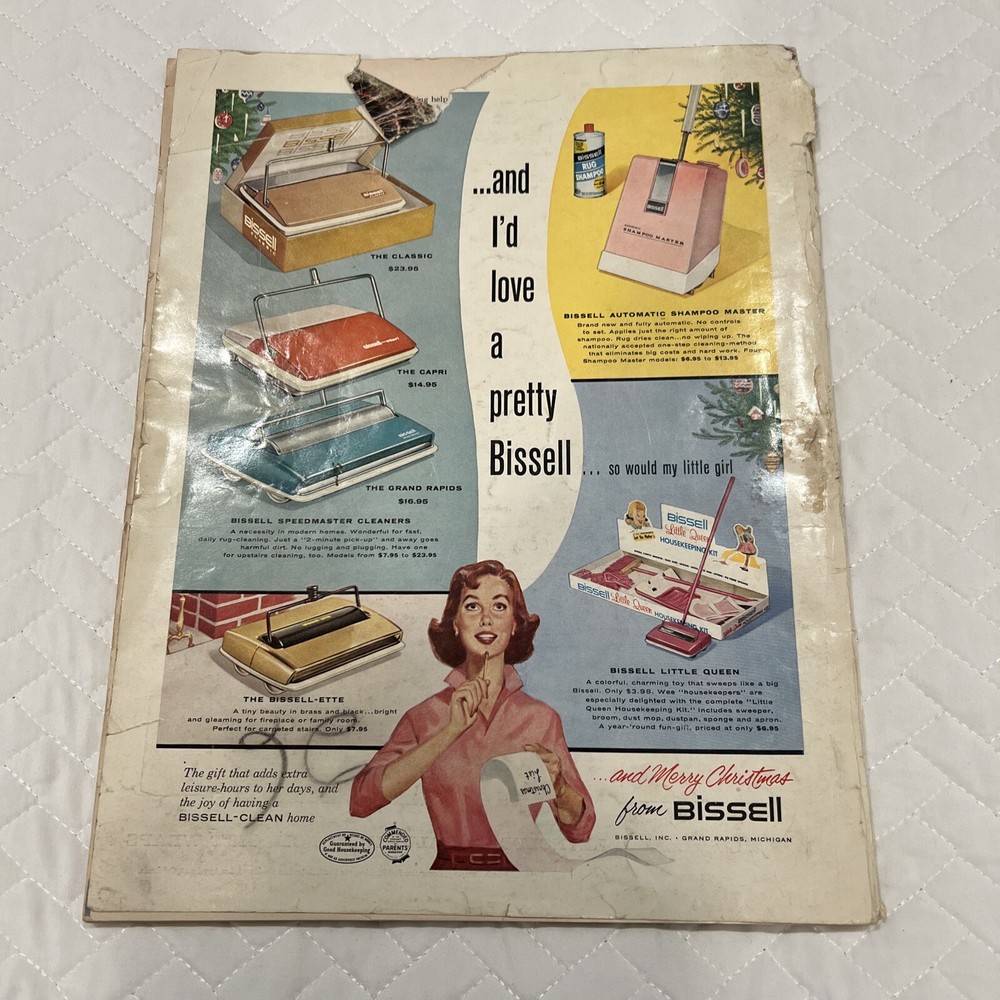 ng help
BISSELL
THE CLASSIC
$23.95
THE CAPRI
$14.95
BISSELL
THE GRAND RAPIDS
$16.95
BISSELL SPEEDMASTER CLEANERS
A necessity in modern homes. Wonderful for fast,
daily rug-cleaning. Just a "2-minute pick-up" and away goes
harmful dirt. No lugging and plugging. Have one
for upstairs cleaning, too. Models from $7.95 to $23.95
THE BISSELL-ETTE
A tiny beauty in brass and black...bright
and gleaming for fireplace or family room.
Perfect for carpeted stairs. Only $7.95
...and
I'd
love
a
pretty
Bissell
... so would my little girl
BISSELL
RUG
SHAMPOO
BISSELL
SHAMPOO MASTER
BISSELL AUTOMATIC SHAMPOO MASTER
Brand new and fully automatic. No controls
to set. Applies just the right amount of
shampoo. Rug dries clean...no wiping up. The
nationally accepted one-step cleaning-method
that eliminates big costs and hard work. Four
Shampoo Master models: $6.95 to $13.95
BISSELL
Little Queen
HOUSEKEEPING KIT
BISSELL Little Queen HOUSEKEEPING KIT
BISSELL LITTLE QUEEN
A colorful, charming toy that sweeps like a big
Bissell. Only $3.98. Wee "housekeepers" are
especially delighted with the complete "Little
Queen Housekeeping Kit." Includes sweeper,
broom, dust mop, dustpan, sponge and apron.
A year-'round fun-gift, priced at only $6.95
The gift that adds extra
leisure-hours to her days, and
the joy of having a
BISSELL-CLEAN home
Guaranteed by
Good Housekeeping
COMMENDED
PARENTS
Christmas
List
...and Merry Christmas
from BISSELL
BISSELL, INC. · GRAND RAPIDS, MICHIGAN